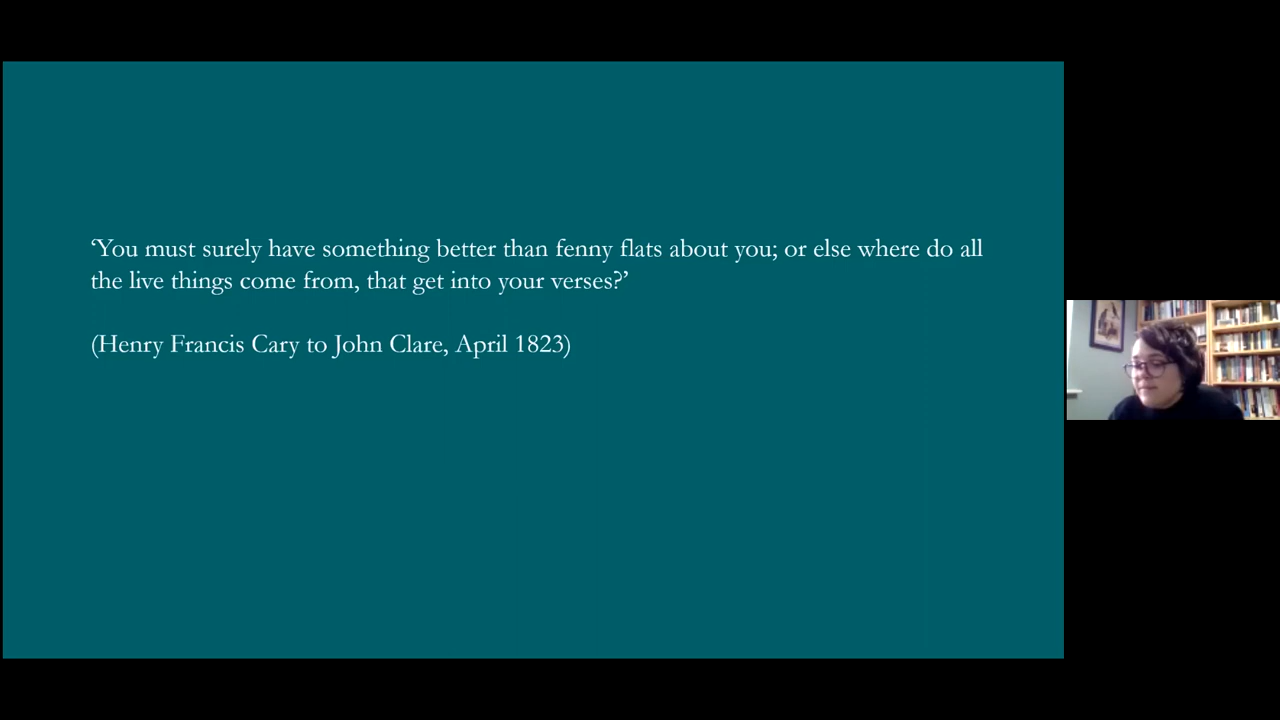 ‘You must surely have something better than fenny flats about you; or else where do all
the live things come from, that get into your verses?’
(Henry Francis Cary to John Clare, April 1823)